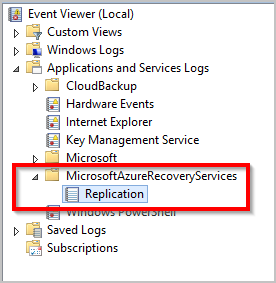 Event Viewer (Local)
Custom Views
Windows Logs
Applications and Services Logs
CloudBackup
Hardware Events
Internet Explorer
Key Management Service
Microsoft
MicrosoftAzureRecoveryServices
Replication
Windows PowerShell
Saved Logs
Subscriptions